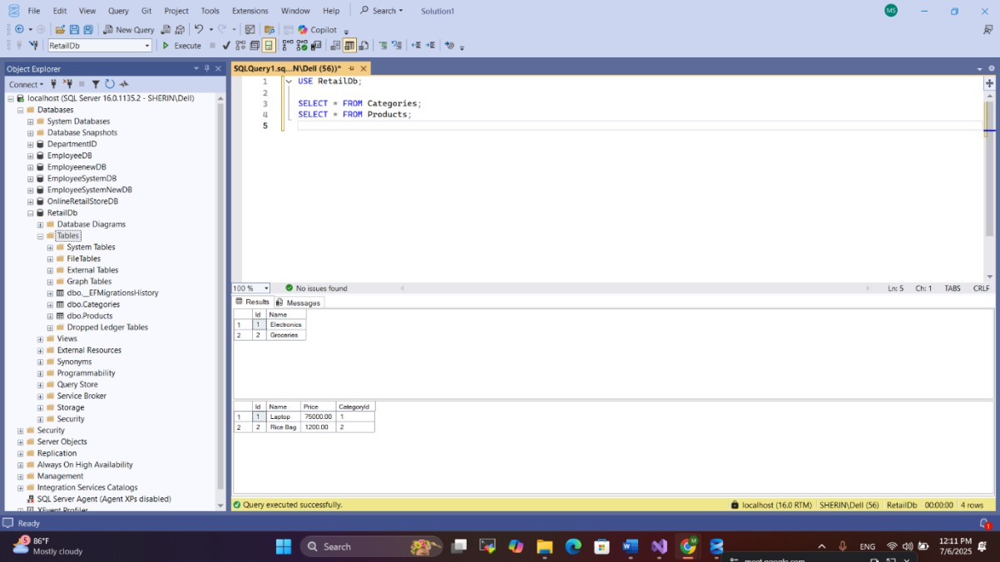 File Edit View Query Git Project Tools Extensions Window Help Search Solution1 MS
New Query Copilot
RetailDb Execute
Object Explorer
Connect
localhost (SQL Server 16.0.1135.2 - SHERIN\Dell)
Databases
System Databases
Database Snapshots
DepartmentID
EmployeeDB
EmployeenewDB
EmployeeSystemDB
EmployeeSystemNewDB
OnlineRetailStoreDB
RetailDb
Database Diagrams
Tables
System Tables
FileTables
External Tables
Graph Tables
dbo.__EFMigrationsHistory
dbo.Categories
dbo.Products
Dropped Ledger Tables
Views
External Resources
Synonyms
Programmability
Query Store
Service Broker
Storage
Security
Security
Server Objects
Replication
Always On High Availability
Management
Integration Services Catalogs
SQL Server Agent (Agent XPs disabled)
XEvent Profiler
SQLQuery1.sq...N\Dell (56))*
1 USE RetailDb;
2
3 SELECT * FROM Categories;
4 SELECT * FROM Products;
5
100 % No issues found Ln: 5 Ch: 1 TABS CRLF
Results Messages
Id Name
1 1 Electronics
2 2 Groceries
Id Name Price CategoryId
1 1 Laptop 75000.00 1
2 2 Rice Bag 1200.00 2
Query executed successfully. localhost (16.0 RTM) SHERIN\Dell (56) RetailDb 00:00:00 4 rows
Ready 1
5 86°F
Mostly cloudy
Search
ENG
12:11 PM
7/6/2025
meet.google.com